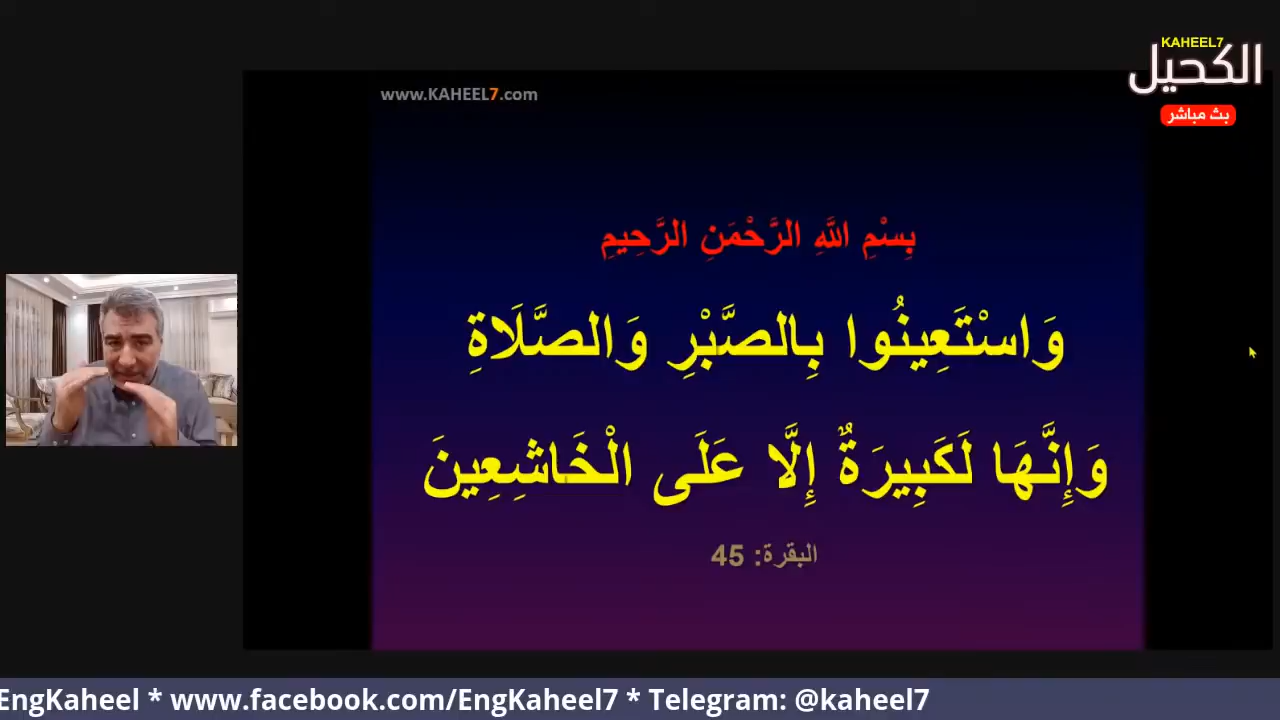 KAHEEL7
الكحيل
بث مباشر
www.KAHEEL7.com
بِسْمِ اللَّهِ الرَّحْمَنِ الرَّحِيمِ
وَاسْتَعِينُوا بِالصَّبْرِ وَالصَّلَاةِ
وَإِنَّهَا لَكَبِيرَةٌ إِلَّا عَلَى الْخَاشِعِينَ
البقرة: 45
EngKaheel * www.facebook.com/EngKaheel7 * Telegram: @kaheel7